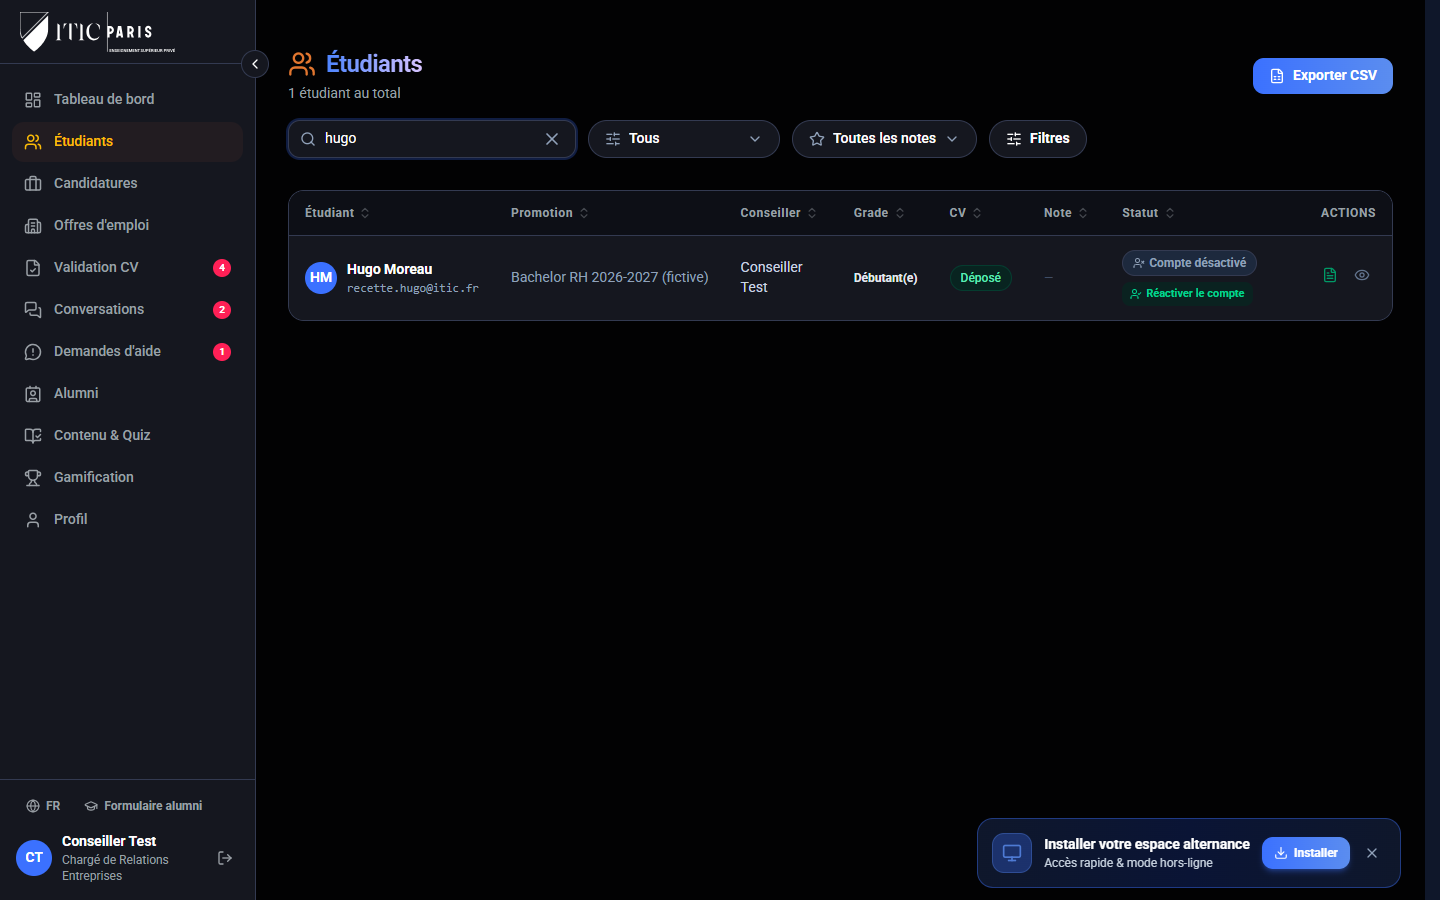 ITIC PARIS
ENSEIGNEMENT SUPÉRIEUR PRIVÉ
Tableau de bord
Étudiants
Candidatures
Offres d'emploi
Validation CV 4
Conversations 2
Demandes d'aide 1
Alumni
Contenu & Quiz
Gamification
Profil
FR Formulaire alumni
CT
Conseiller Test
Chargé de Relations
Entreprises
Étudiants
1 étudiant au total
Exporter CSV
hugo
Tous
Toutes les notes
Filtres
Étudiant Promotion Conseiller Grade CV Note Statut ACTIONS
HM
Hugo Moreau
recette.hugo@itic.fr
Bachelor RH 2026-2027 (fictive)
Conseiller
Test
Débutant(e)
Déposé
—
Compte désactivé
Réactiver le compte
Installer votre espace alternance
Accès rapide & mode hors-ligne
Installer